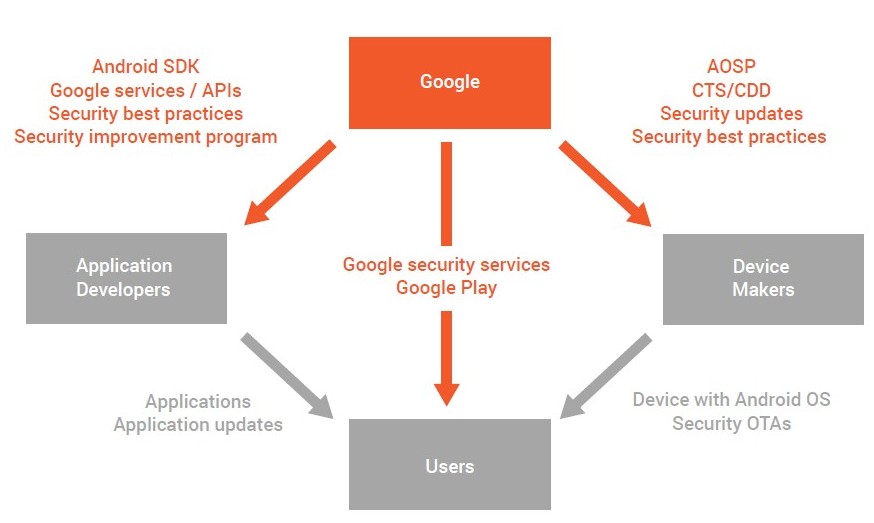 Android SDK
Google services / APIs
Security best practices
Security improvement program
Google
AOSP
CTS/CDD
Security updates
Security best practices
Application
Developers
Google security services
Google Play
Device
Makers
Applications
Application updates
Device with Android OS
Security OTAs
Users